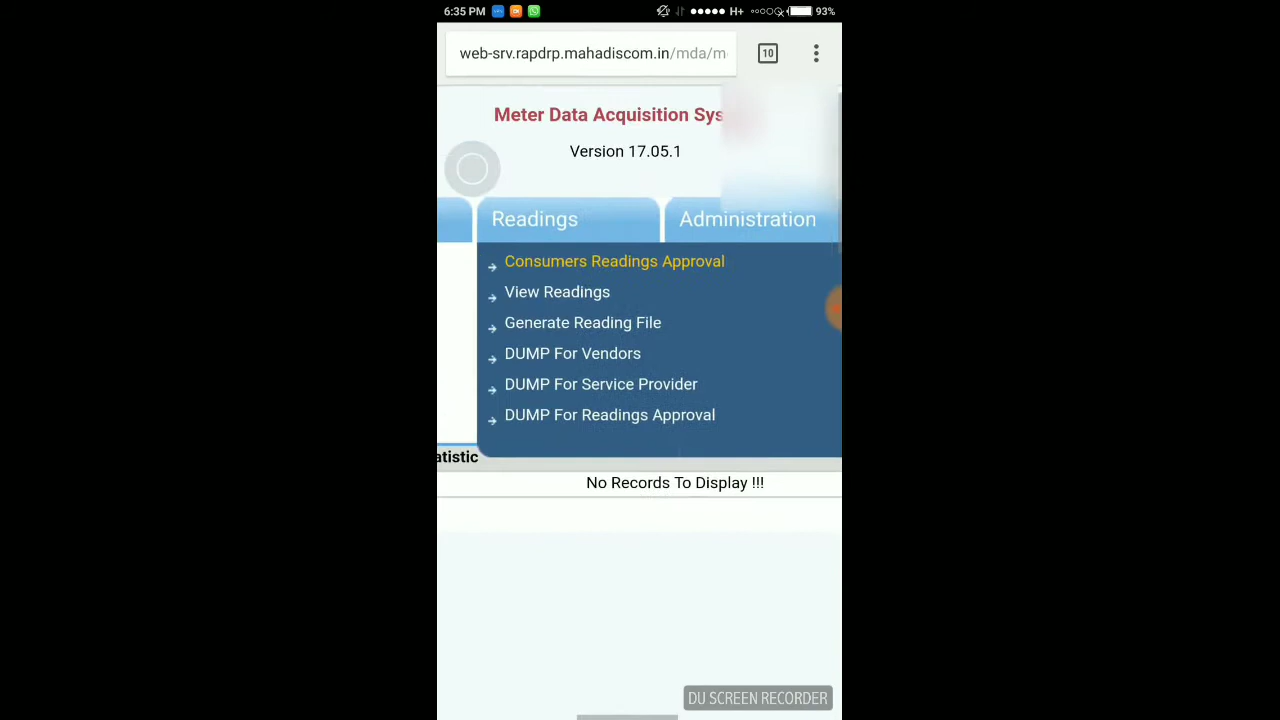 6:35 PM H+ 93%
web-srv.rapdrp.mahadiscom.in/mda/m
10
Meter Data Acquisition Sys
Version 17.05.1
Readings
Administration
Consumers Readings Approval
View Readings
Generate Reading File
DUMP For Vendors
DUMP For Service Provider
DUMP For Readings Approval
atistic
No Records To Display !!!
DU SCREEN RECORDER